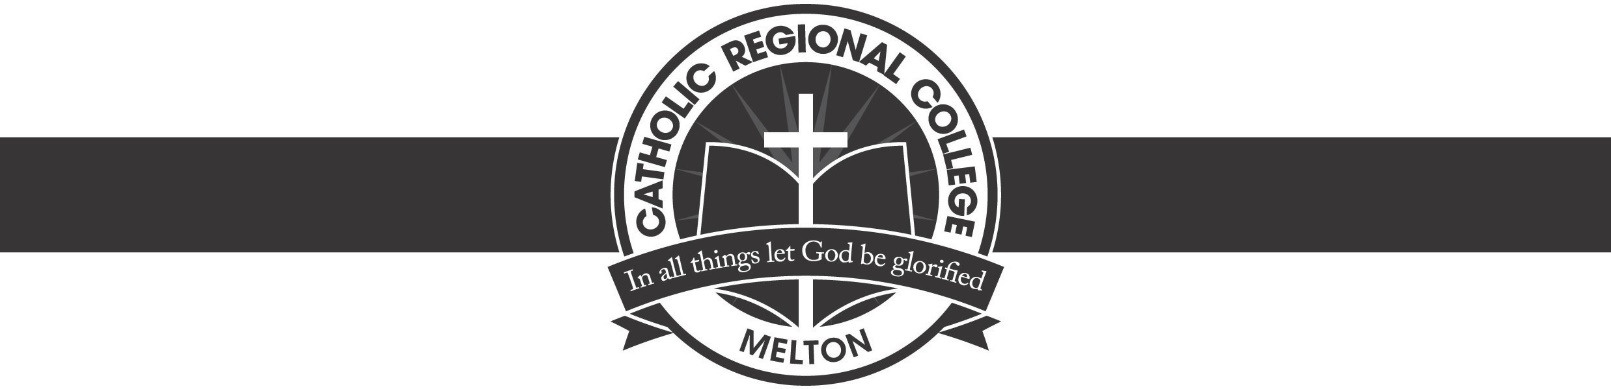 CATHOLIC REGIONAL COLLEGE
In all things let God be glorified
MELTON